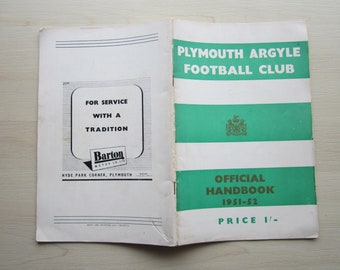 FOR SERVICE
WITH A
TRADITION
Barton
HYDE PARK CORNER, PLYMOUTH
PLYMOUTH ARGYLE
FOOTBALL CLUB
OFFICIAL
HANDBOOK
1951-52
PRICE 1/-